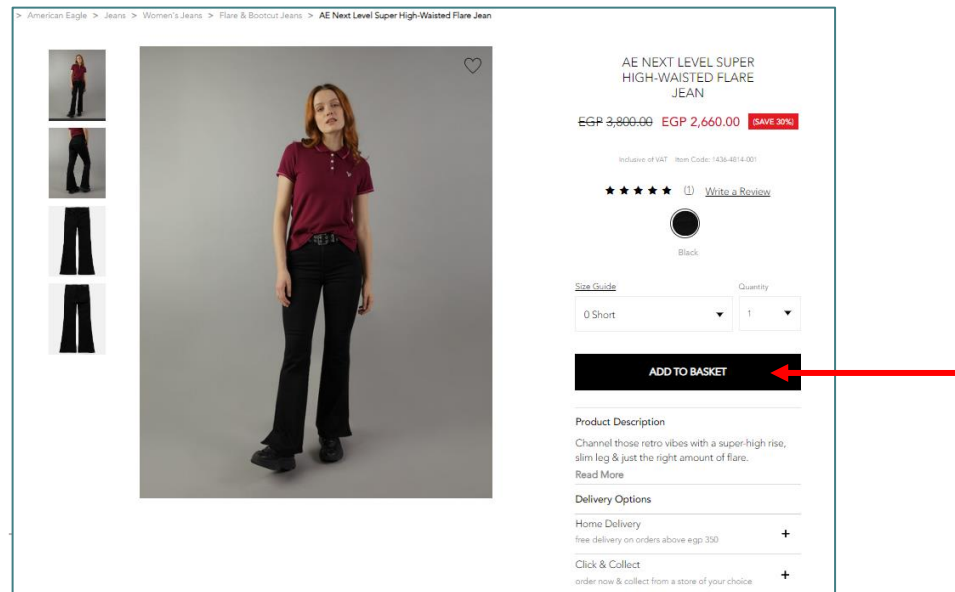 > American Eagle > Jeans > Women's Jeans > Flare & Bootcut Jeans > AE Next Level Super High-Waisted Flare Jean
AE NEXT LEVEL SUPER
HIGH-WAISTED FLARE
JEAN
EGP 3,800.00 EGP 2,660.00 (SAVE 30%)
Inclusive of VAT Item Code: 1436-4814-001
(1) Write a Review
Black
Size Guide Quantity
0 Short 1
ADD TO BASKET
Product Description
Channel those retro vibes with a super-high rise,
slim leg & just the right amount of flare.
Read More
Delivery Options
Home Delivery
free delivery on orders above egp 350
+
Click & Collect
order now & collect from a store of your choice
+